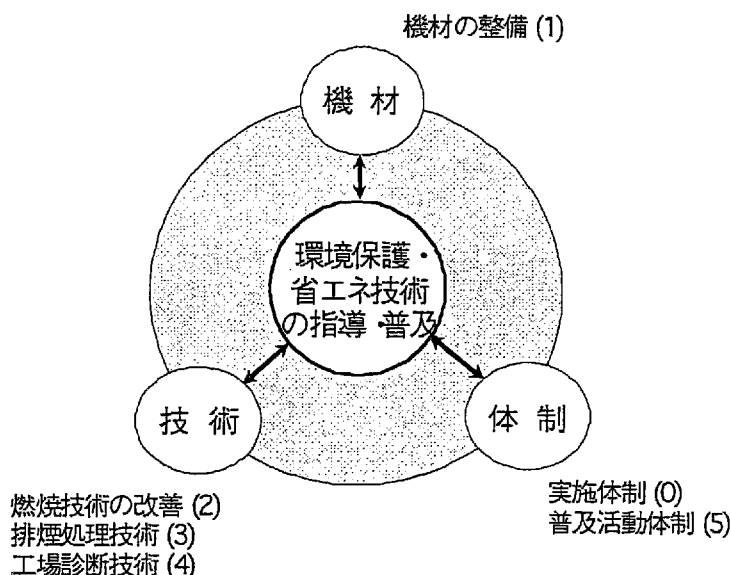 機材の整備 (1)
機 材
環境保護・
省エネ技術
の指導・普及
技 術
体 制
燃焼技術の改善 (2)
排煙処理技術 (3)
工場診断技術 (4)
実施体制 (0)
普及活動体制 (5)